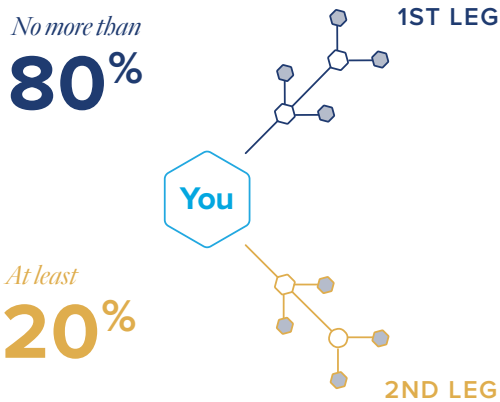 No more than
80%
1ST LEG
You
At least
20%
2ND LEG